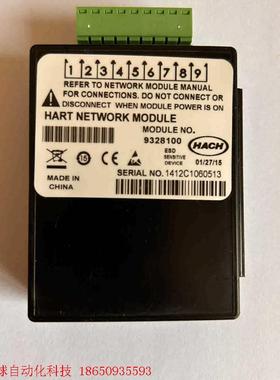 1 2 3 4 5 6 7 8 9
REFER TO NETWORK MODULE MANUAL
FOR CONNECTIONS. DO NOT CONNECT OR
DISCONNECT WHEN MODULE POWER IS ON
HART NETWORK MODULE
MODULE NO.
9328100
HACH
15
ESD
SENSITIVE
DEVICE
01/27/15
MADE IN
CHINA
SERIAL NO. 1412C1060513
球自动化科技 18650935593